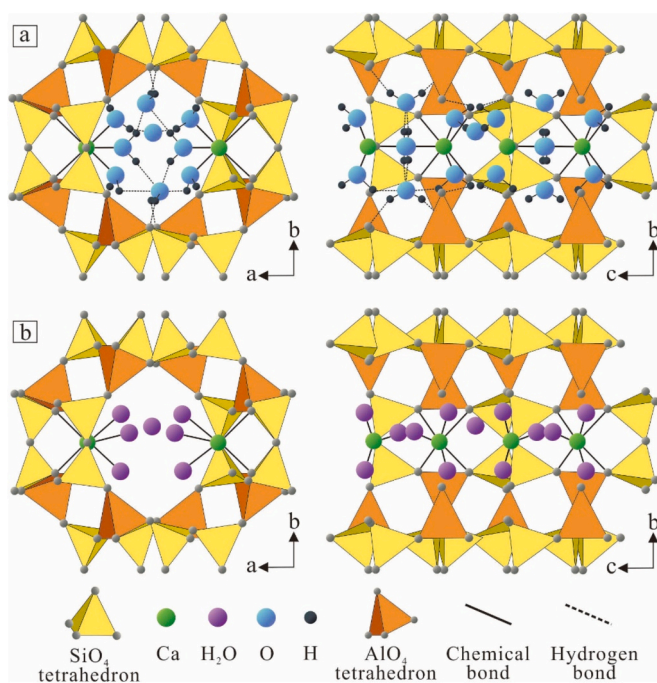 a
b
b
a
c
b
b
b
a
c
SiO4
tetrahedron
Ca
H2O
O
H
AlO4
tetrahedron
Chemical
bond
Hydrogen
bond